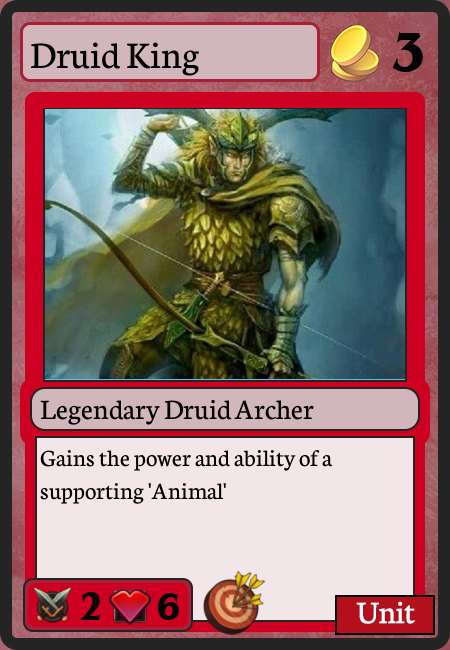 Druid King
3
Legendary Druid Archer
Gains the power and ability of a
supporting 'Animal'
2 6
Unit